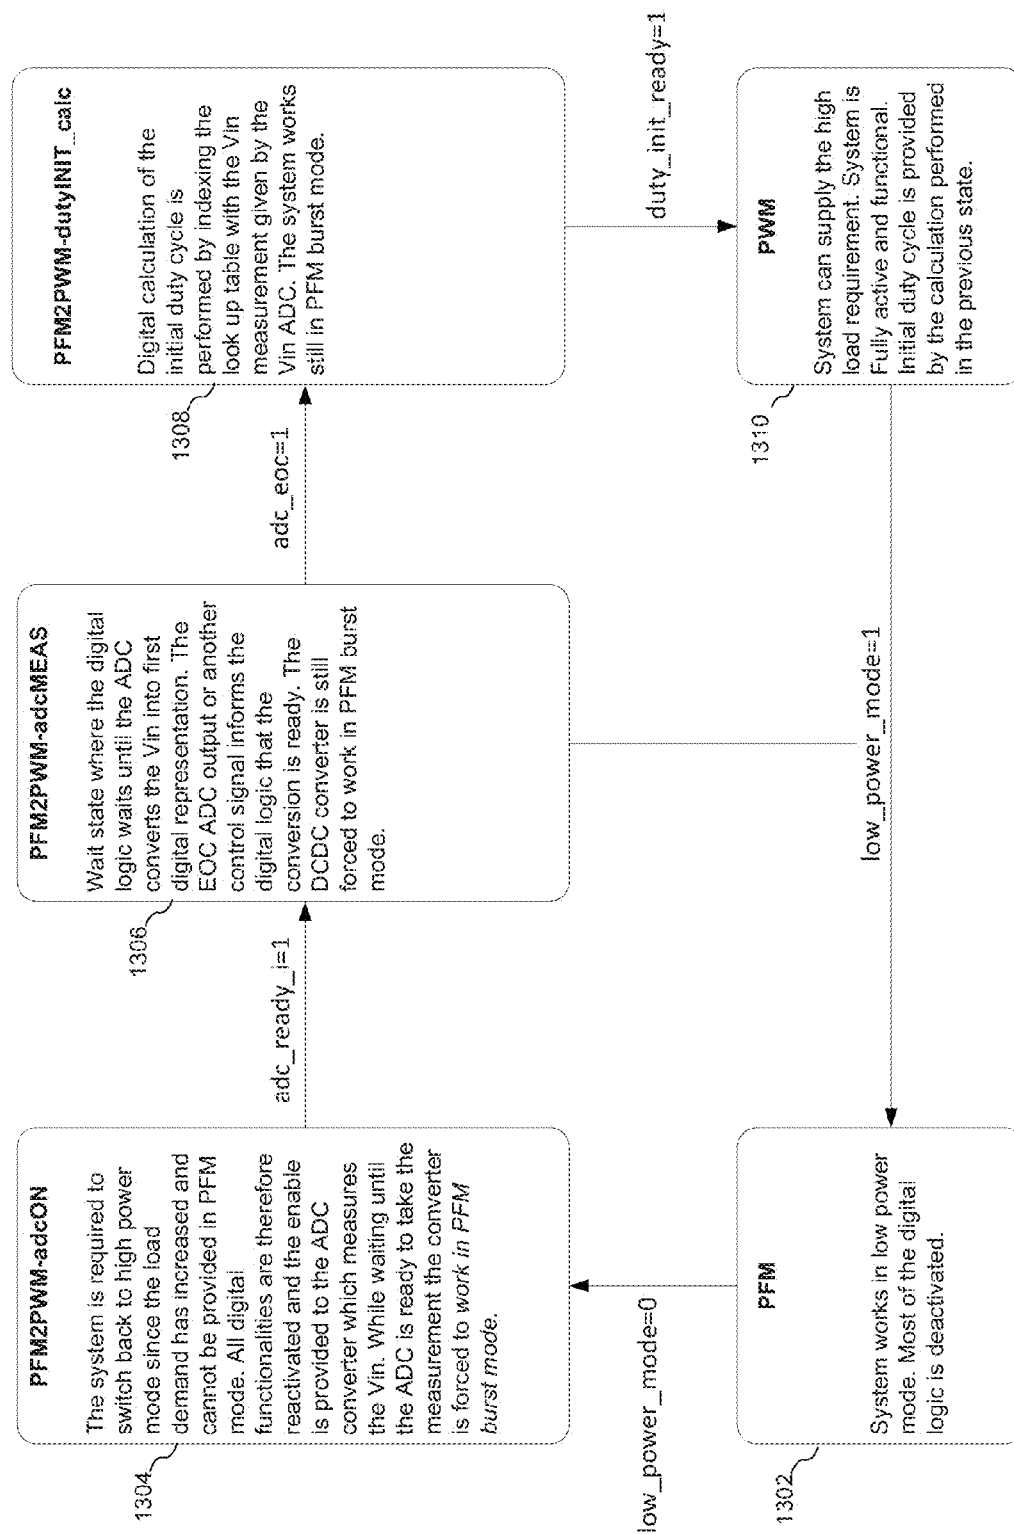 PFM2PWM-adcON
The system is required to
switch back to high power
mode since the load
demand has increased and
cannot be provided in PFM
mode. All digital
functionalities are therefore
reactivated and the enable
is provided to the ADC
converter which measures
the Vin. While waiting until
the ADC is ready to take the
measurement the converter
is forced to work in PFM
burst mode.
1304
adc_ready_i=1
PFM2PWM-adcMEAS
Wait state where the digital
logic waits until the ADC
converts the Vin into first
digital representation. The
EOC ADC output or another
control signal informs the
digital logic that the
conversion is ready. The
DCDC converter is still
forced to work in PFM burst
mode.
1306
adc_eoc=1
PFM2PWM-dutyINIT_calc
Digital calculation of the
initial duty cycle is
performed by indexing the
look up table with the Vin
measurement given by the
Vin ADC. The system works
still in PFM burst mode.
1308
low_power_mode=0
duty_init_ready=1
PFM
System works in low power
mode. Most of the digital
logic is deactivated.
1302
low_power_mode=1
PWM
System can supply the high
load requirement. System is
Fully active and functional.
Initial duty cycle is provided
by the calculation performed
in the previous state.
1310